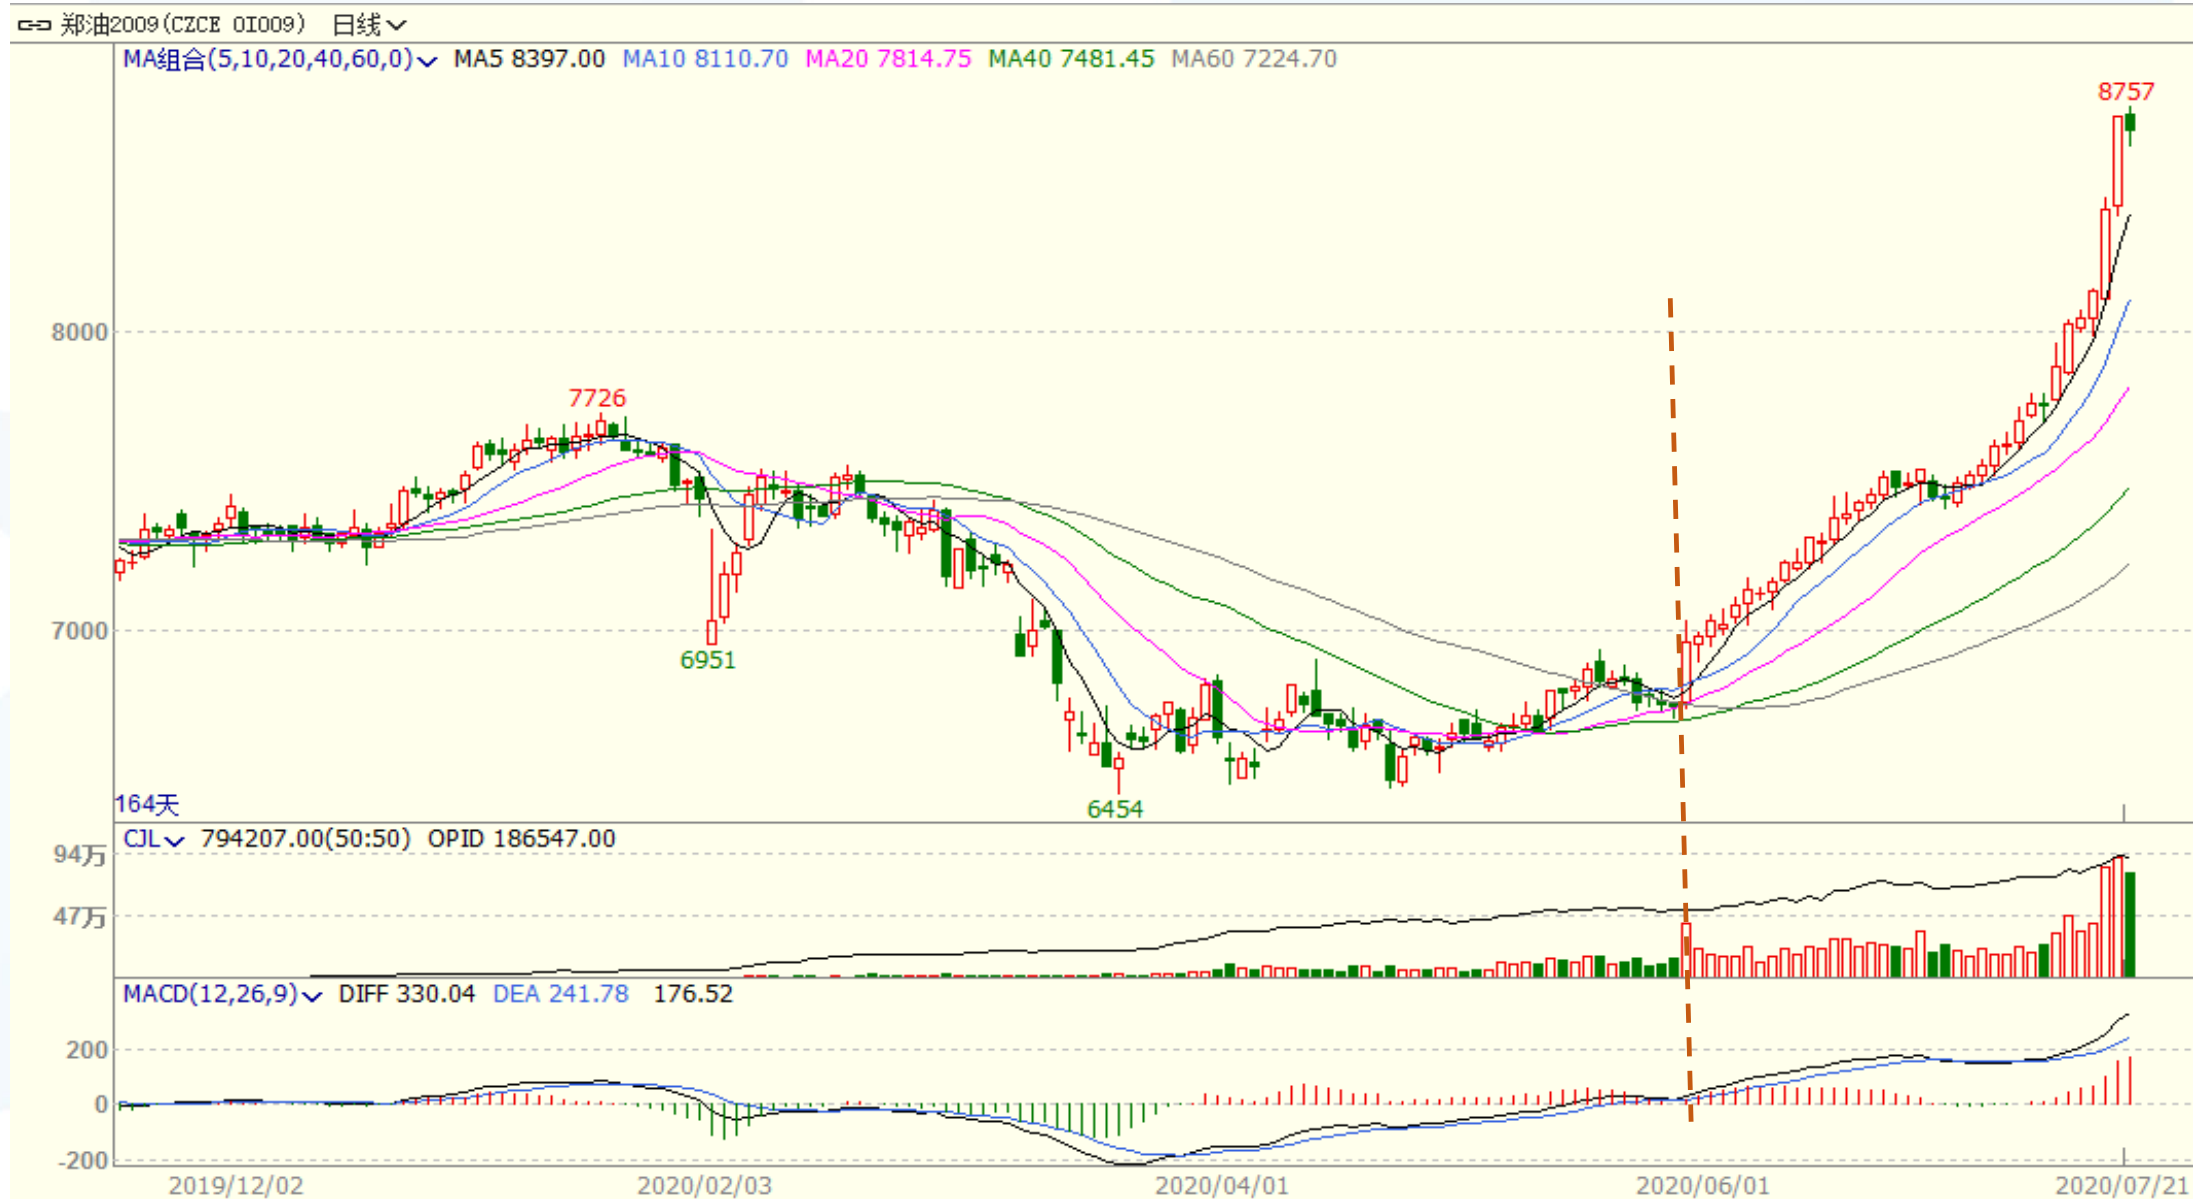 郑油2009(CZCE OI009) 日线
MA组合(5,10,20,40,60,0) MA5 8397.00 MA10 8110.70 MA20 7814.75 MA40 7481.45 MA60 7224.70
8757
8000
7726
7000
6951
6454
164天
CJL 794207.00(50:50) OPID 186547.00
94万
47万
MACD(12,26,9) DIFF 330.04 DEA 241.78 176.52
200
0
-200
2019/12/02 2020/02/03 2020/04/01 2020/06/01 2020/07/21